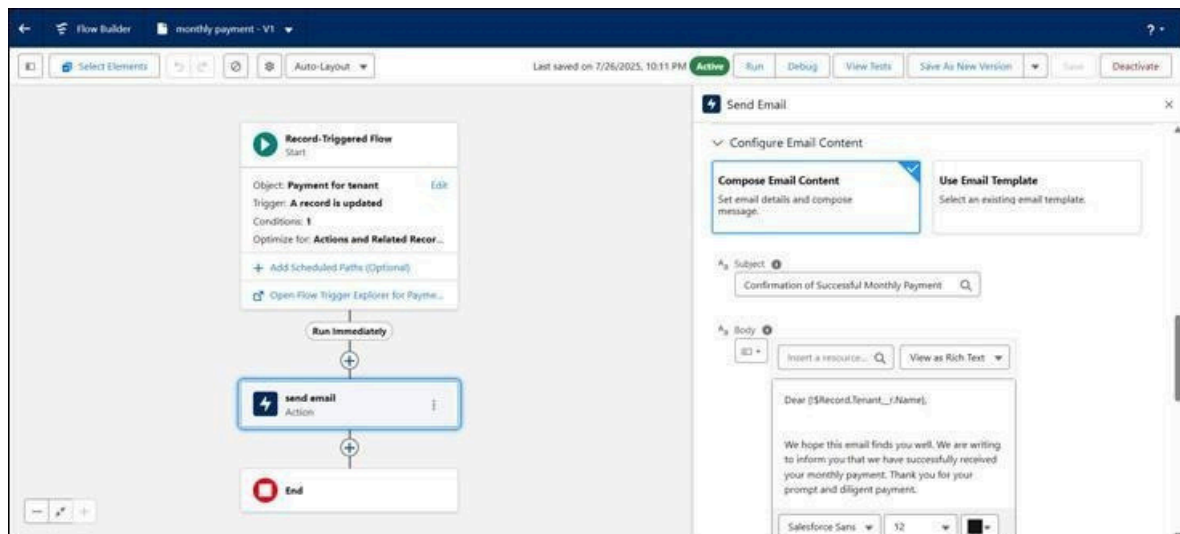 Flow Builder monthly payment - V1
Select Elements Auto-Layout Last saved on 7/26/2025, 10:11 PM Active Run Debug View Tests Save As New Version Save Deactivate
Record-Triggered Flow
Start
Object: Payment for tenant Edit
Trigger: A record is updated
Conditions: 1
Optimize for: Actions and Related Recor...
+ Add Scheduled Paths (Optional)
Open Flow Trigger Explorer for Payme...
Run Immediately
send email
Action
End
Send Email
Configure Email Content
Compose Email Content
Set email details and compose
message.
Use Email Template
Select an existing email template.
Aa Subject
Confirmation of Successful Monthly Payment
Aa Body
Insert a resource... View as Rich Text
Dear {!$Record.Tenant__r.Name},
We hope this email finds you well. We are writing
to inform you that we have successfully received
your monthly payment. Thank you for your
prompt and diligent payment.
Salesforce Sans 12